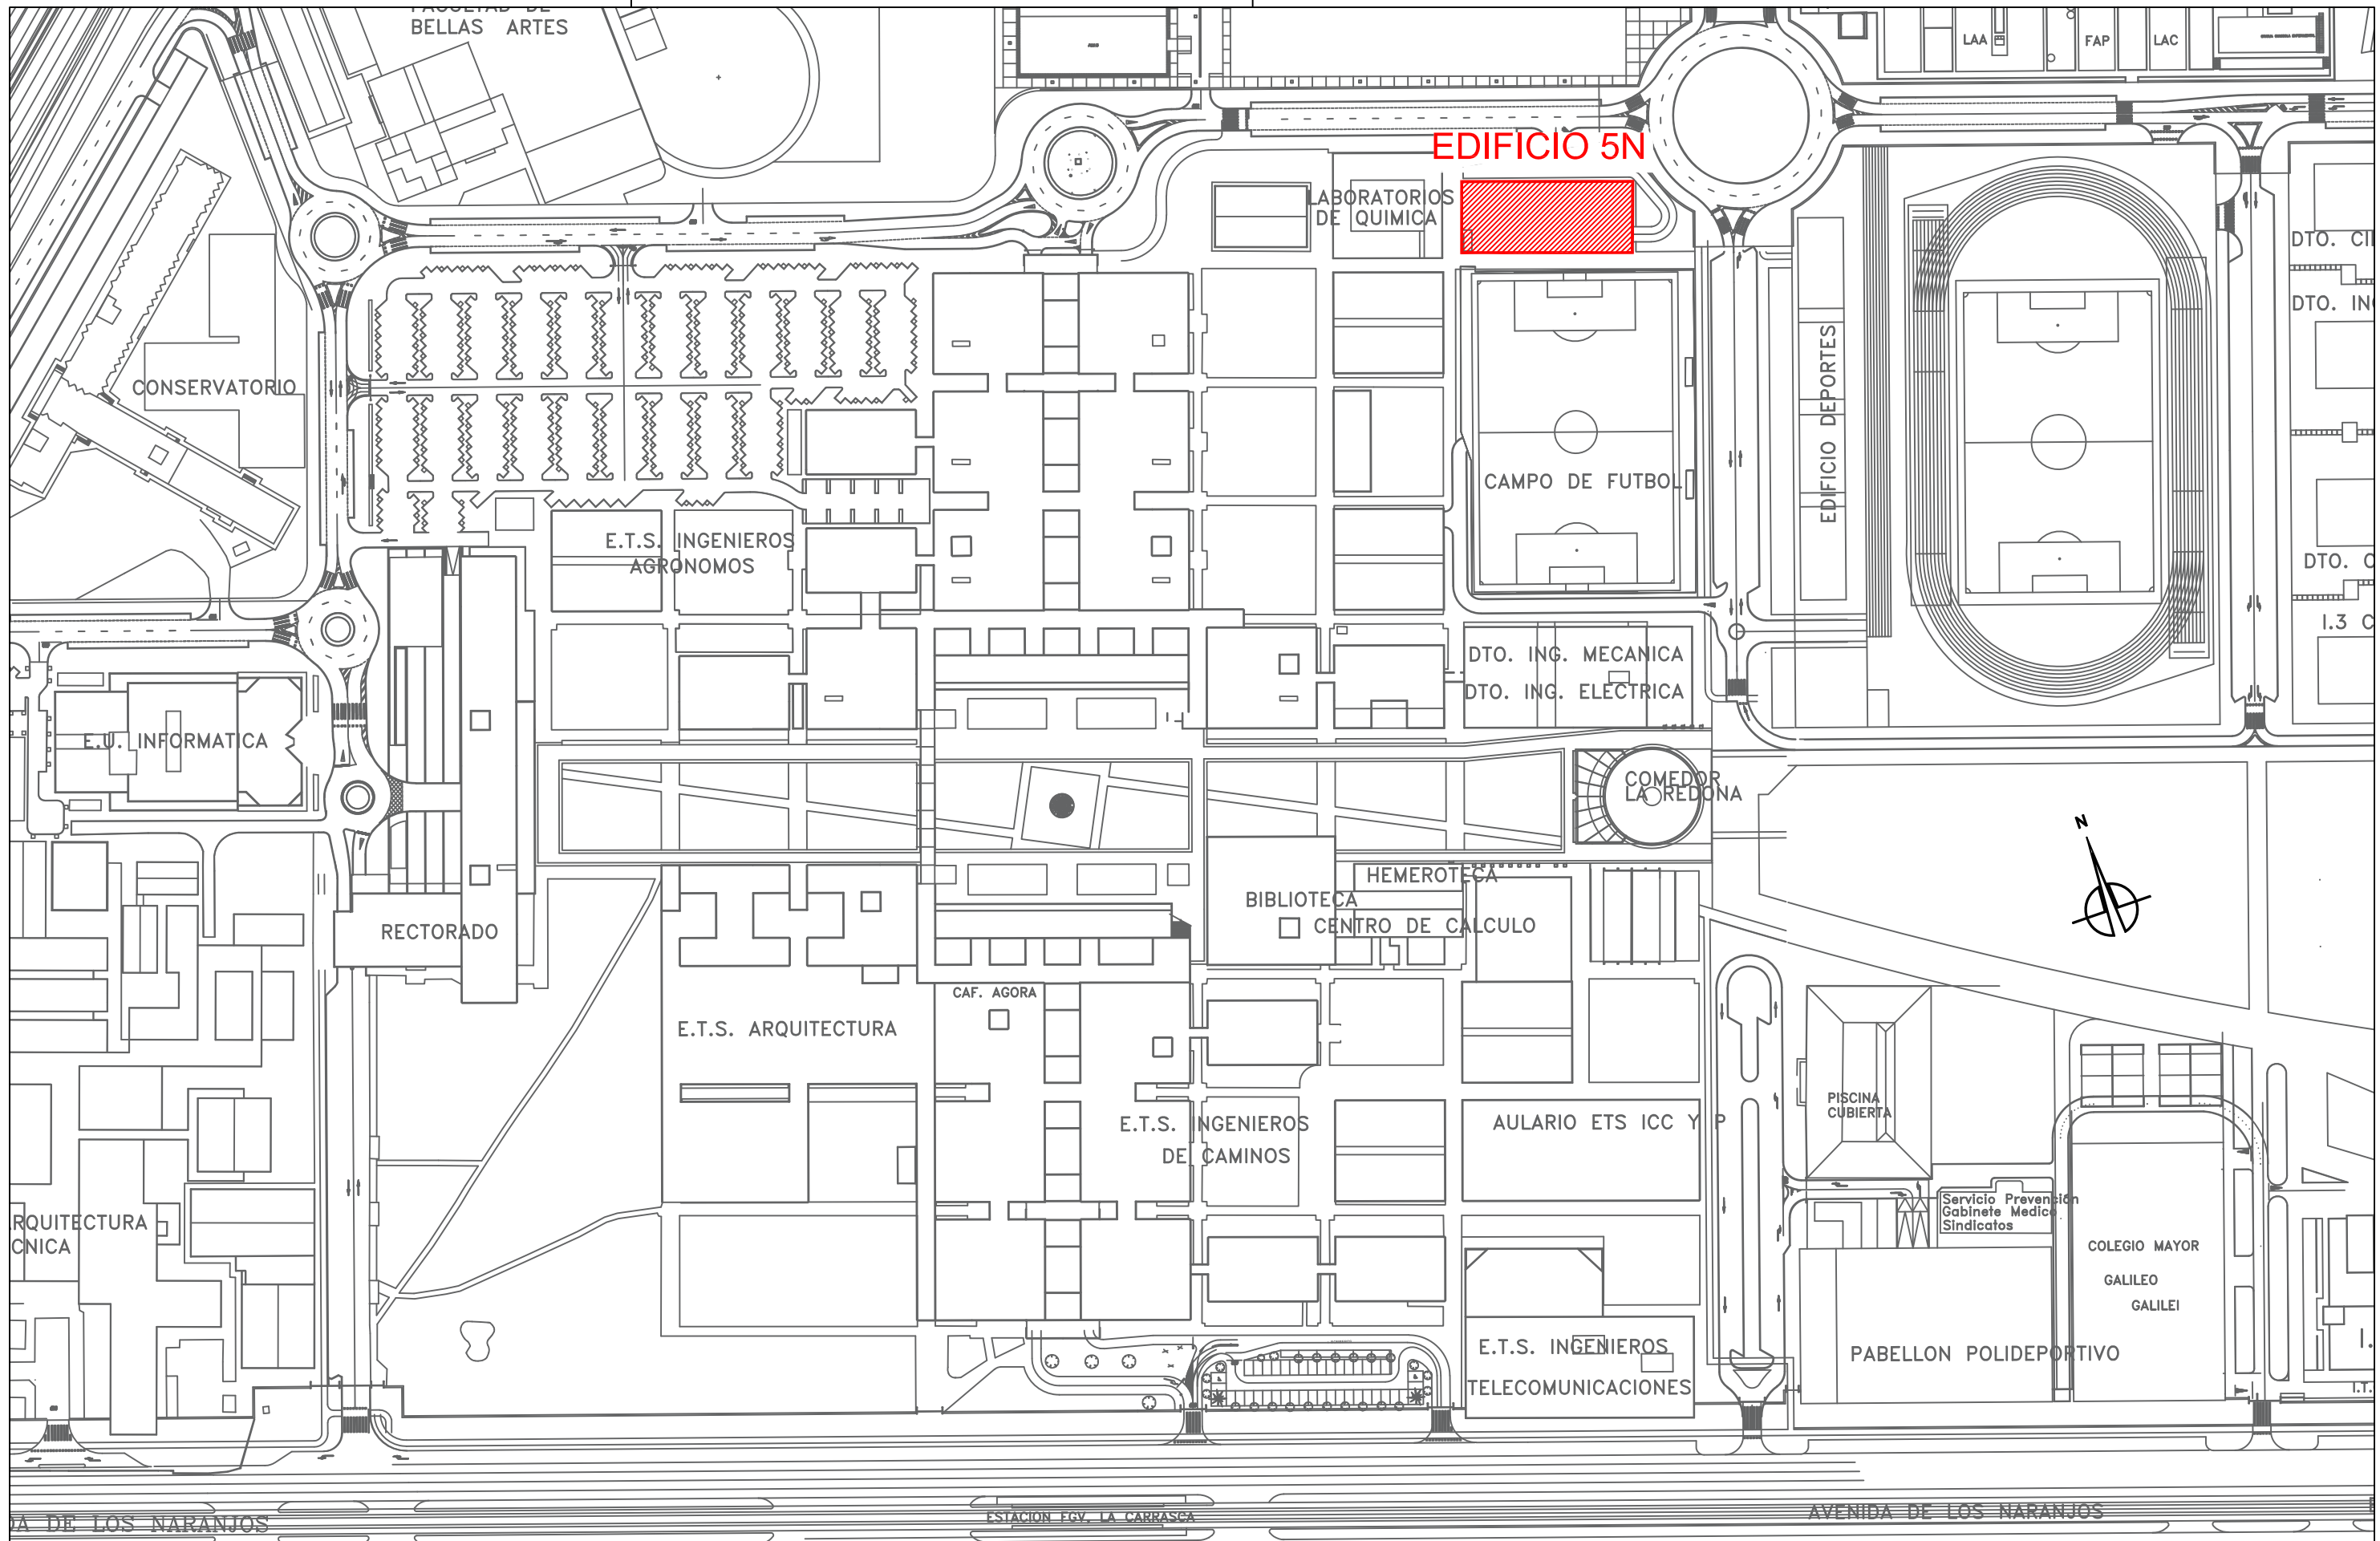 BELLAS ARTES
LAA
FAP
LAC
EDIFICIO 5N
LABORATORIOS
DE QUIMICA
DTO. CI
DTO. IN
CONSERVATORIO
EDIFICIO DEPORTES
CAMPO DE FUTBOL
E.T.S. INGENIEROS
AGRONOMOS
DTO. C
I.3 C
DTO. ING. MECANICA
DTO. ING. ELECTRICA
E.U. INFORMATICA
COMEDOR
LA REDONA
N
HEMEROTECA
BIBLIOTECA
CENTRO DE CALCULO
RECTORADO
CAF. AGORA
E.T.S. ARQUITECTURA
PISCINA
CUBIERTA
E.T.S. INGENIEROS
DE CAMINOS
AULARIO ETS ICC Y P
Servicio Prevención
Gabinete Medico
Sindicatos
RQUITECTURA
CNICA
COLEGIO MAYOR
GALILEO
GALILEI
E.T.S. INGENIEROS
TELECOMUNICACIONES
PABELLON POLIDEPORTIVO
I.
I.T.
DA DE LOS NARANJOS
ESTACION FGV. LA CARRASCA
AVENIDA DE LOS NARANJOS